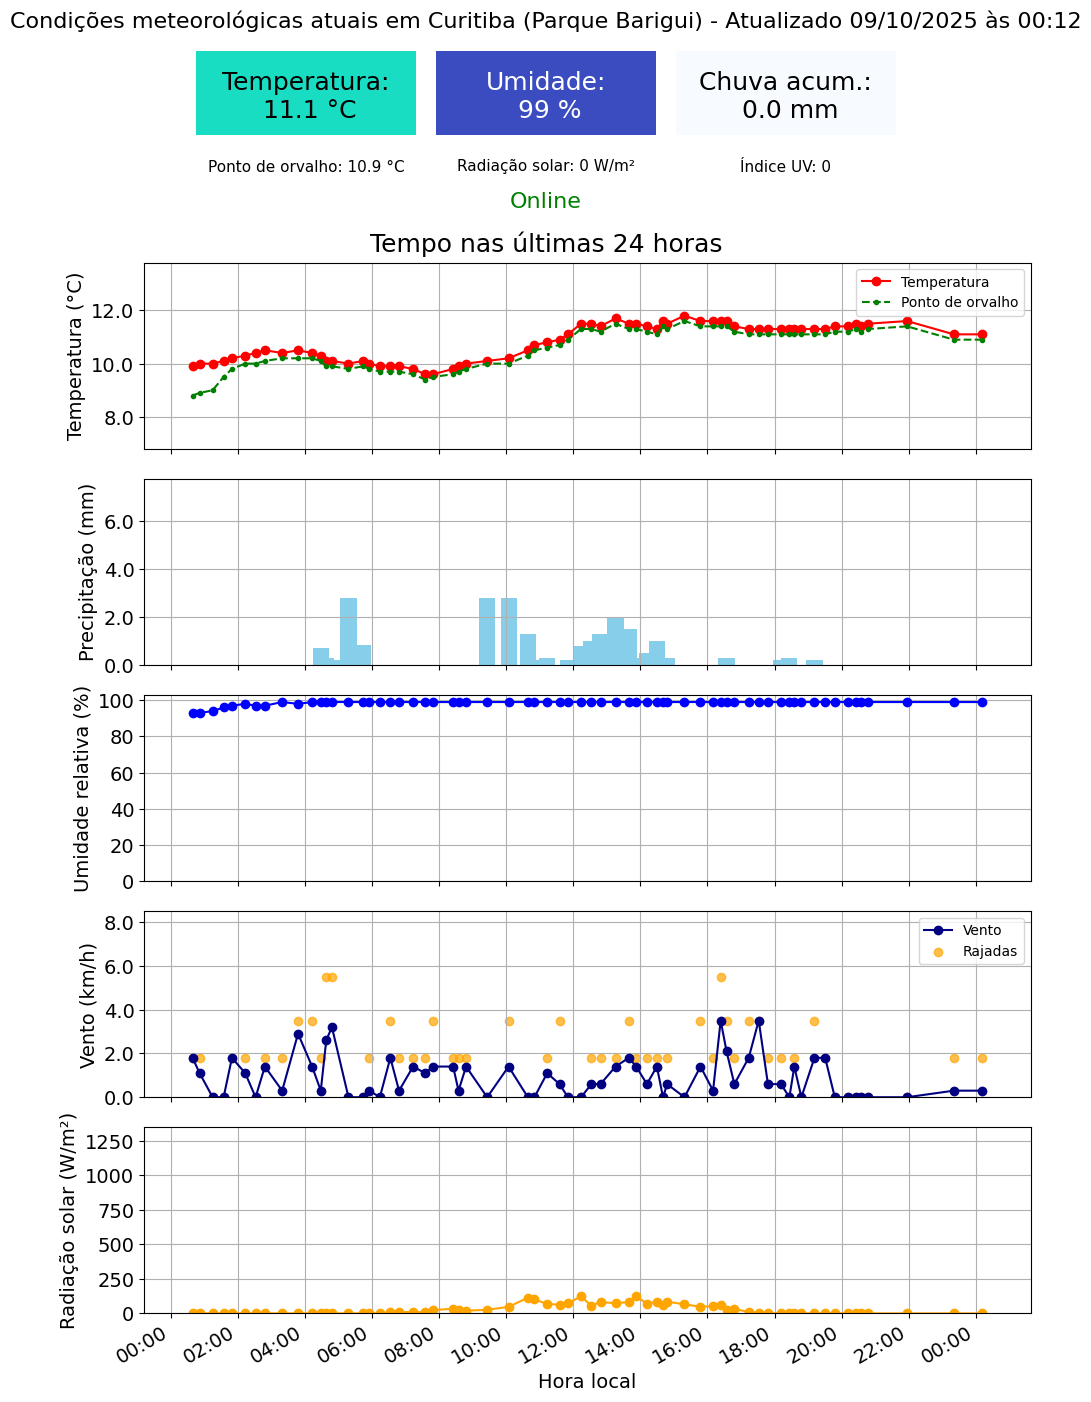 Condições meteorológicas atuais em Curitiba (Parque Barigui) - Atualizado 09/10/2025 às 00:12
Temperatura:
11.1 °C
Umidade:
99 %
Chuva acum.:
0.0 mm
Ponto de orvalho: 10.9 °C
Radiação solar: 0 W/m²
Índice UV: 0
Online
Tempo nas últimas 24 horas
Temperatura (°C)
12.0
10.0
8.0
Temperatura
Ponto de orvalho
Precipitação (mm)
6.0
4.0
2.0
0.0
Umidade relativa (%)
100
80
60
40
20
0
Vento (km/h)
8.0
6.0
4.0
2.0
0.0
Vento
Rajadas
Radiação solar (W/m²)
1250
1000
750
500
250
0
00:00
02:00
04:00
06:00
08:00
10:00
12:00
14:00
16:00
18:00
20:00
22:00
00:00
Hora local